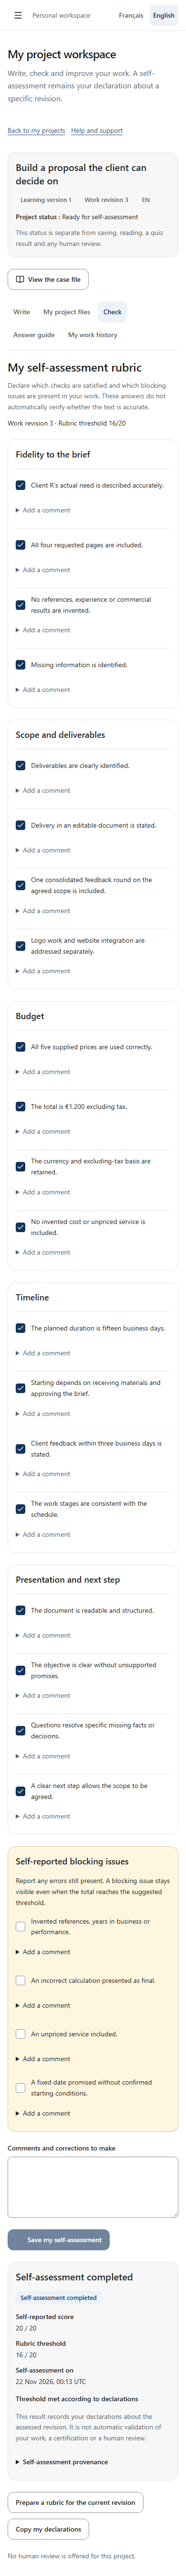 ☰ Personal workspace Français English
My project workspace
Write, check and improve your work. A self-
assessment remains your declaration about a
specific revision.
Back to my projects Help and support
Build a proposal the client can
decide on
Learning version 1 Work revision 3 EN
Project status : Ready for self-assessment
This status is separate from saving, reading, a quiz
result and any human review.
View the case file
Write My project files Check
Answer guide My work history
My self-assessment rubric
Declare which checks are satisfied and which blocking
issues are present in your work. These answers do not
automatically verify whether the text is accurate.
Work revision 3 · Rubric threshold 16/20
Fidelity to the brief
Client R's actual need is described accurately.
Add a comment
All four requested pages are included.
Add a comment
No references, experience or commercial
results are invented.
Add a comment
Missing information is identified.
Add a comment
Scope and deliverables
Deliverables are clearly identified.
Add a comment
Delivery in an editable document is stated.
Add a comment
One consolidated feedback round on the
agreed scope is included.
Add a comment
Logo work and website integration are
addressed separately.
Add a comment
Budget
All five supplied prices are used correctly.
Add a comment
The total is €1,200 excluding tax.
Add a comment
The currency and excluding-tax basis are
retained.
Add a comment
No invented cost or unpriced service is
included.
Add a comment
Timeline
The planned duration is fifteen business days.
Add a comment
Starting depends on receiving materials and
approving the brief.
Add a comment
Client feedback within three business days is
stated.
Add a comment
The work stages are consistent with the
schedule.
Add a comment
Presentation and next step
The document is readable and structured.
Add a comment
The objective is clear without unsupported
promises.
Add a comment
Questions resolve specific missing facts or
decisions.
Add a comment
A clear next step allows the scope to be
agreed.
Add a comment
Self-reported blocking issues
Report any errors still present. A blocking issue stays
visible even when the total reaches the suggested
threshold.
Invented references, years in business or
performance.
Add a comment
An incorrect calculation presented as final.
Add a comment
An unpriced service included.
Add a comment
A fixed date promised without confirmed
starting conditions.
Add a comment
Comments and corrections to make
Save my self-assessment
Self-assessment completed
Self-assessment completed
Self-reported score
20 / 20
Rubric threshold
16 / 20
Self-assessment on
22 Nov 2026, 00:13 UTC
Threshold met according to declarations
This result records your declarations about the
assessed revision. It is not automatic validation of
your work, a certification or a human review.
Self-assessment provenance
Prepare a rubric for the current revision
Copy my declarations
No human review is offered for this project.